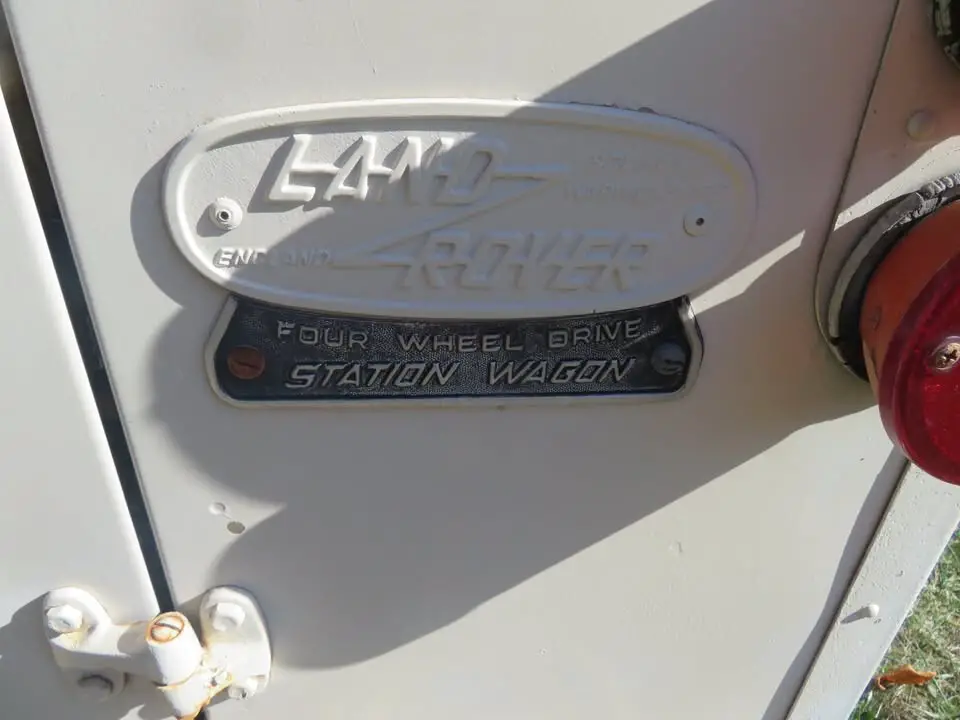 LAND
ROVER
ENGLAND
FOUR WHEEL DRIVE
STATION WAGON